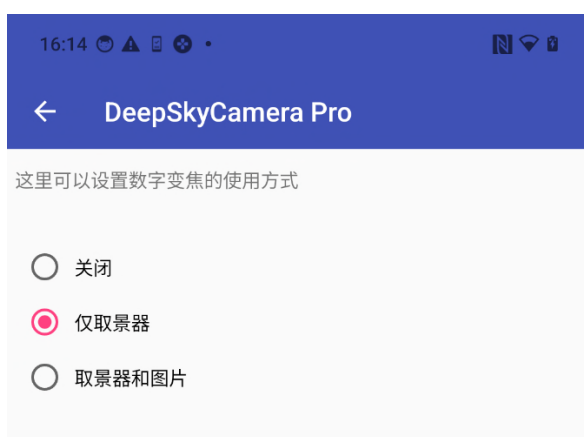 16:14
DeepSkyCamera Pro
这里可以设置数字变焦的使用方式
关闭
仅取景器
取景器和图片